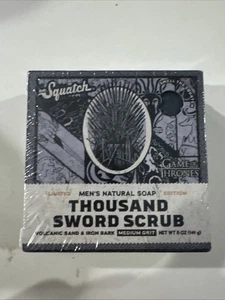 Squatch
GAME OF
THRONES
LIMITED MEN'S NATURAL SOAP EDITION
THOUSAND
SWORD SCRUB
VOLCANIC SAND & IRON BARK MEDIUM GRIT NET WT 5 OZ (141 g)